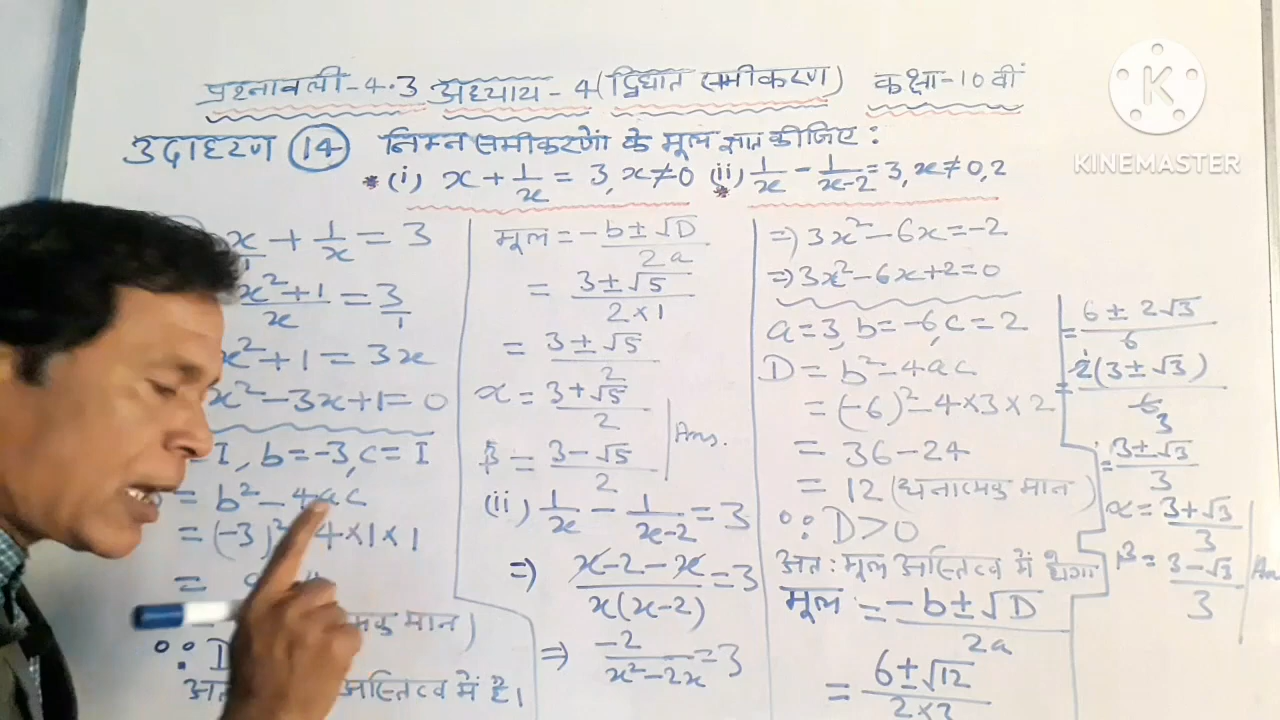 प्रश्नावली-4.3 अध्याय-4(द्विघात समीकरण) कक्षा-10वीं
KINEMASTER
उदाहरण 14 निम्न समीकरणों के मूल ज्ञात कीजिए:
*(i) x + 1/x = 3, x≠0 (ii) 1/x - 1/(x-2) = 3, x≠0,2
x/1 + 1/x = 3
x²+1/x = 3/1
x²+1 = 3x
x²-3x+1=0
=1, b=-3, c=1
= b²-4ac
=(-3)²-4×1×1
=
मान)
∵ D
अत अस्तित्व में है।
मूल = -b±√D/2a
= 3±√5/2×1
= 3±√5/2
α = 3+√5/2
β = 3-√5/2
Ans.
(ii) 1/x - 1/(x-2) = 3
⇒ x-2-x/x(x-2) = 3
⇒ -2/x²-2x = 3
⇒ 3x²-6x=-2
⇒ 3x²-6x+2=0
a=3, b=-6, c=2
D = b²-4ac
= (-6)²-4×3×2
= 36-24
= 12 (धनात्मक मान)
∵ D>0
अत: मूल अस्तित्व में होगा
मूल = -b±√D/2a
= 6±√12/2×3
= 6±2√3/6
= 2(3±√3)/6 3
= 3±√3/3
α = 3+√3/3
β = 3-√3/3